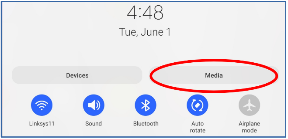 4:48
Tue, June 1
Devices Media
Linksys11 Sound Bluetooth Auto rotate Airplane mode